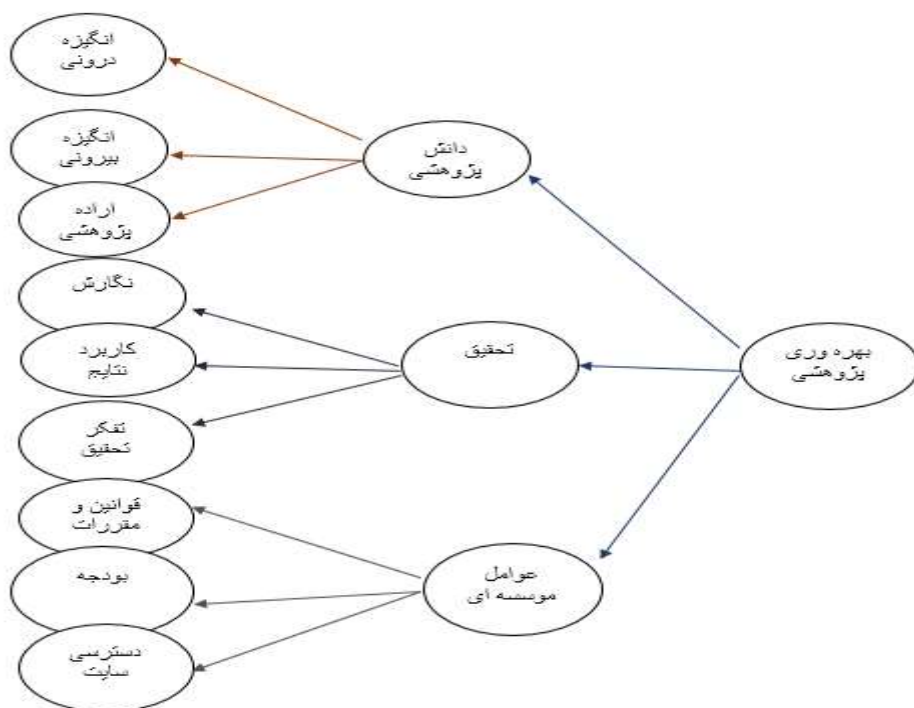 انگیزه
درونی
انگیزه
بیرونی
اراده
پژوهشی
نگارش
کاربرد
نتایج
تفکر
تحقیق
قوانین و
مقررات
بودجه
دسترسی
سایت
دانش
پژوهشی
تحقیق
عوامل
موسسه ای
بهره وری
پژوهشی